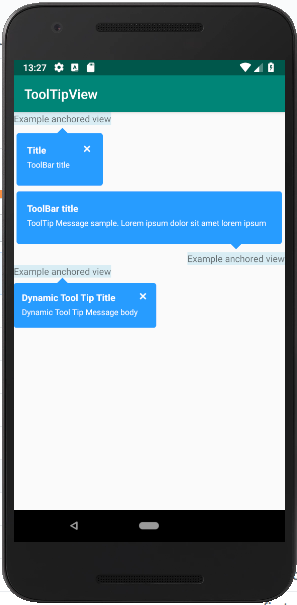 13:27
ToolTipView
Example anchored view
Title
ToolBar title
ToolBar title
ToolTip Message sample. Lorem ipsum dolor sit amet lorem ipsum
Example anchored view
Example anchored view
Dynamic Tool Tip Title
Dynamic Tool Tip Message body